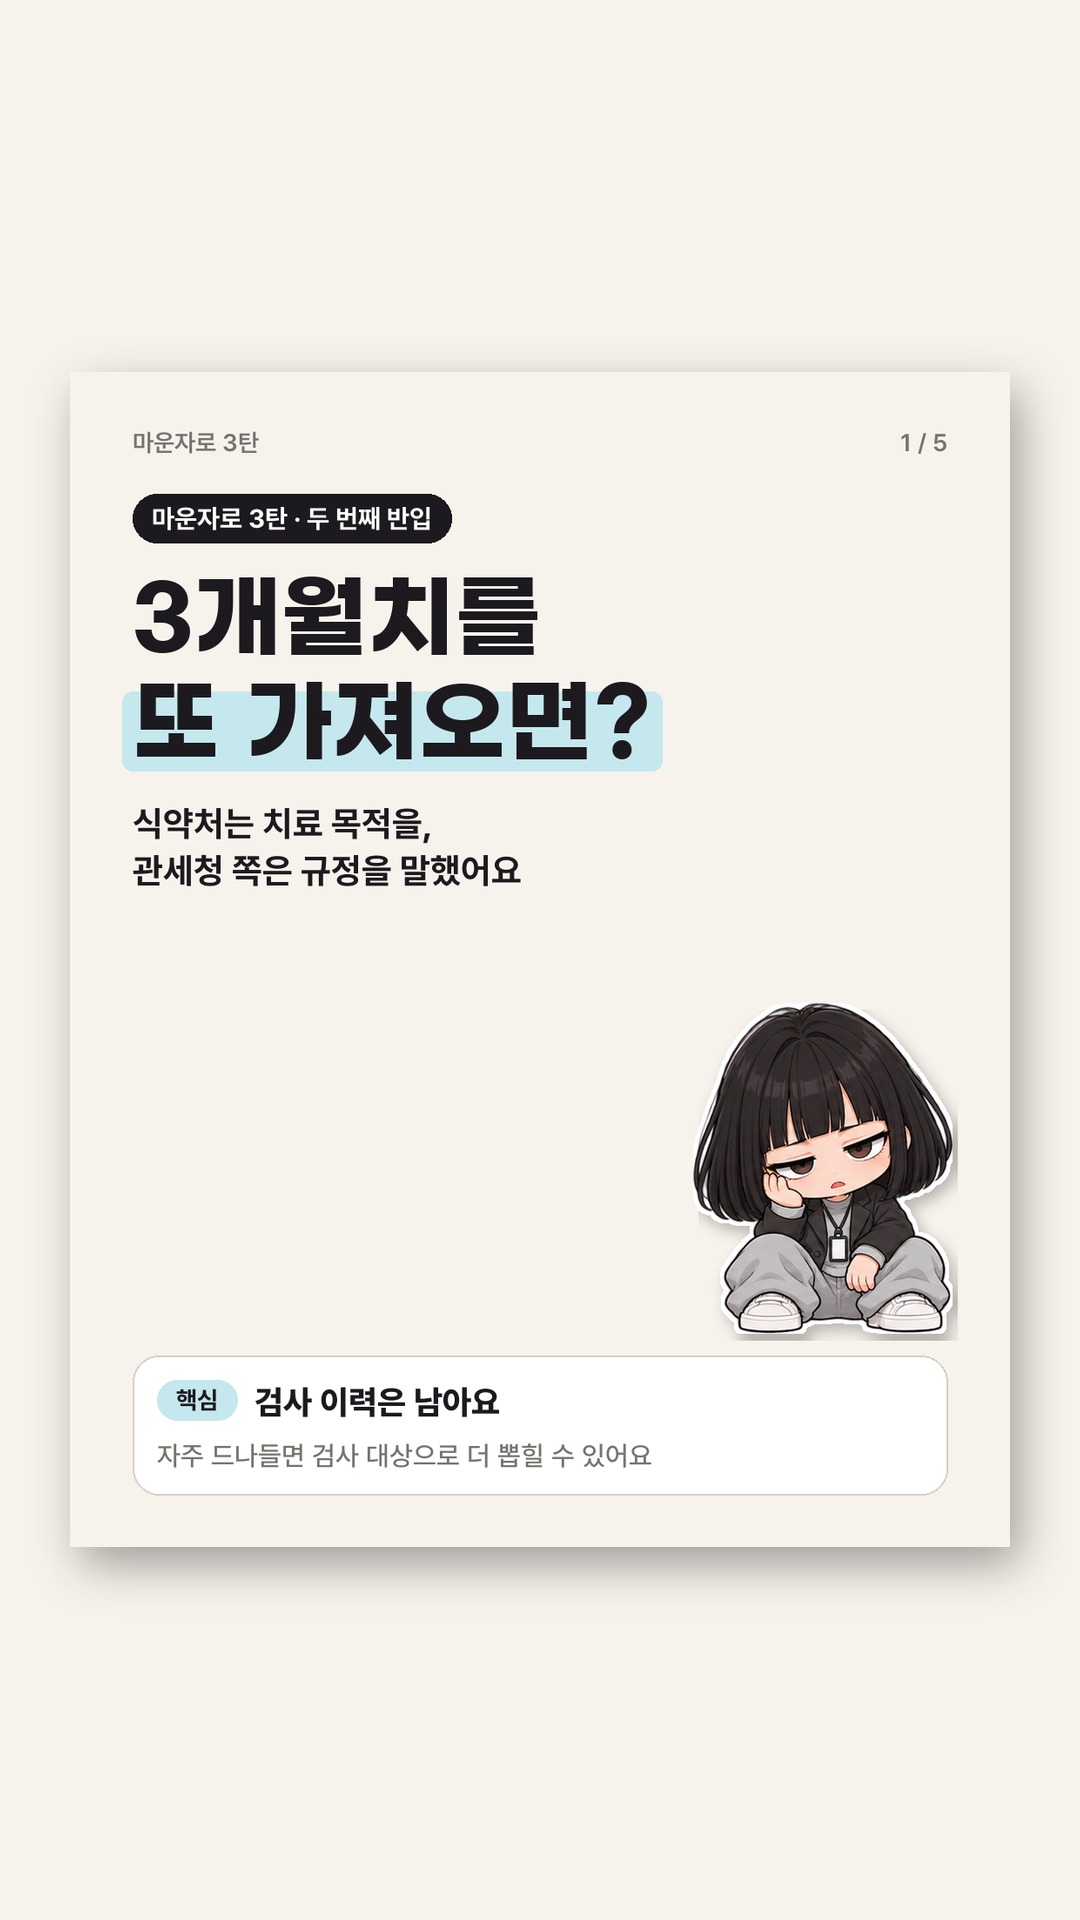 마운자로 3탄
1 / 5
마운자로 3탄 · 두 번째 반입
3개월치를
또 가져오면?
식약처는 치료 목적을,
관세청 쪽은 규정을 말했어요
핵심 검사 이력은 남아요
자주 드나들면 검사 대상으로 더 뽑힐 수 있어요